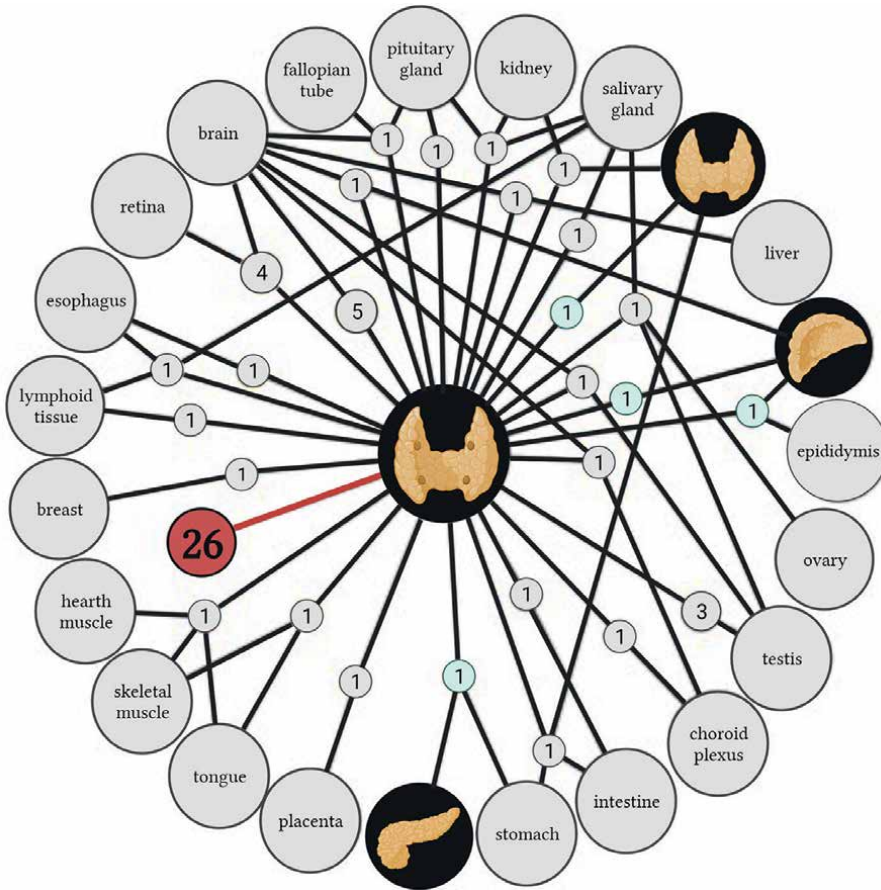 pituitary
gland
kidney
fallopian
tube
salivary
gland
brain
1
1
1
1
1
1
retina
1
liver
4
esophagus
5
1
1
1
1
1
1
lymphoid
tissue
1
1
1
epididymis
breast
1
26
ovary
hearth
muscle
1
1
1
3
1
testis
skeletal
muscle
1
1
choroid
plexus
1
tongue
placenta
stomach
intestine